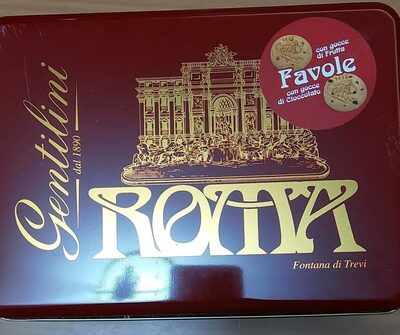 Gentilini
dal 1890
con gocce
di Frutta
Favole
con gocce
di Cioccolato
ROMA
Fontana di Trevi